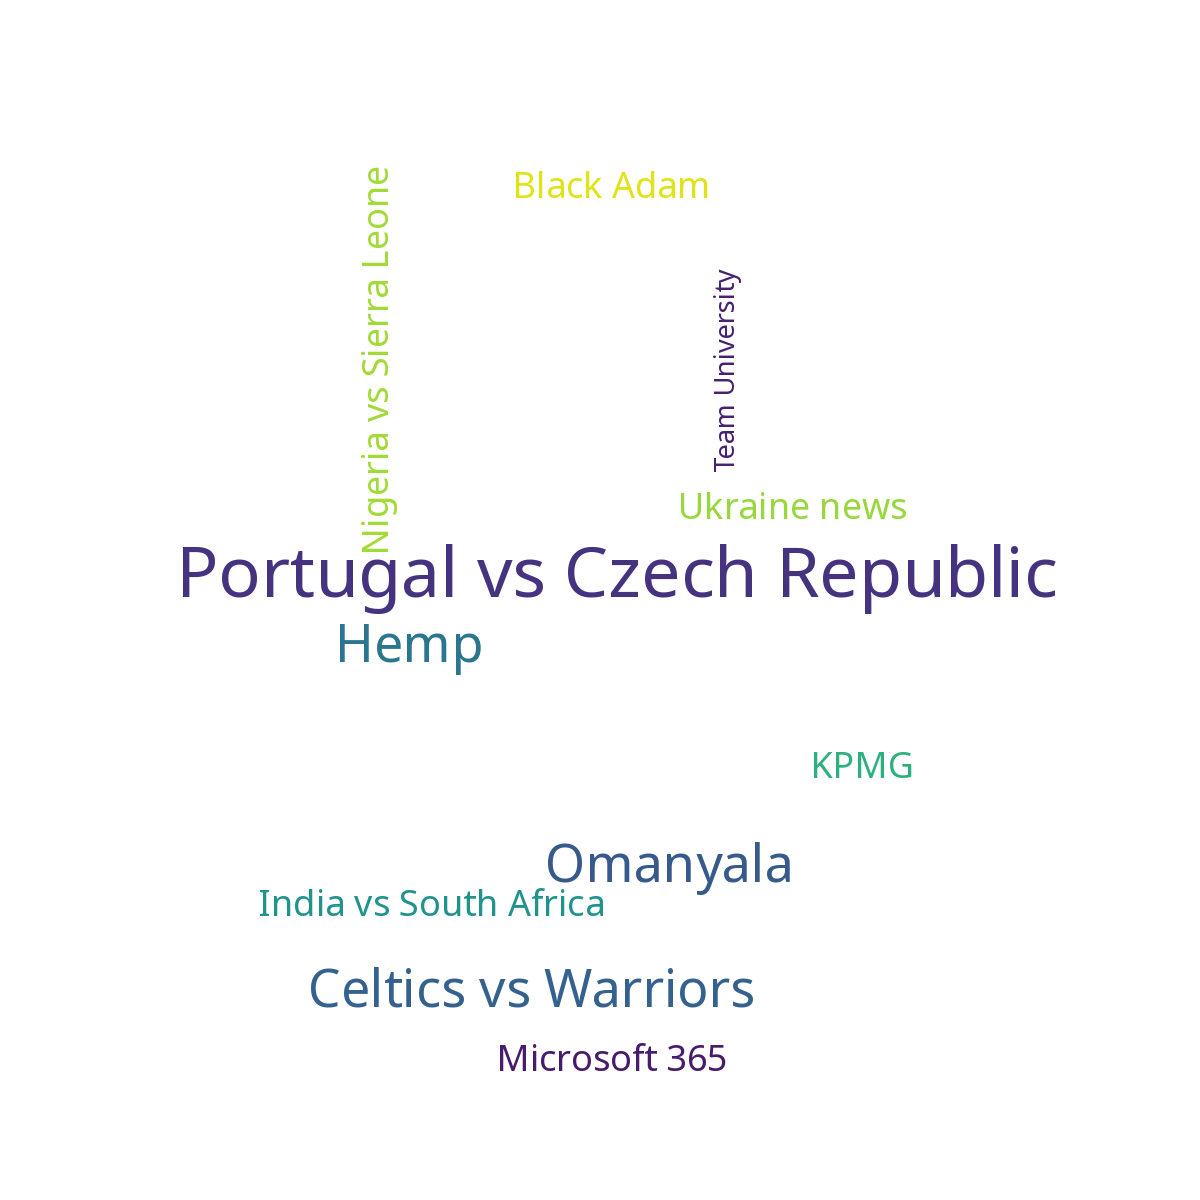 Black Adam
Nigeria vs Sierra Leone
Team University
Ukraine news
Portugal vs Czech Republic
Hemp
KPMG
Omanyala
India vs South Africa
Celtics vs Warriors
Microsoft 365